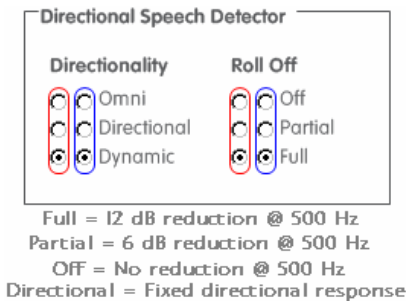 Directional Speech Detector
Directionality Roll Off
Omni Off
Directional Partial
Dynamic Full
Full = 12 dB reduction @ 500 Hz
Partial = 6 dB reduction @ 500 Hz
Off = No reduction @ 500 Hz
Directional = Fixed directional response